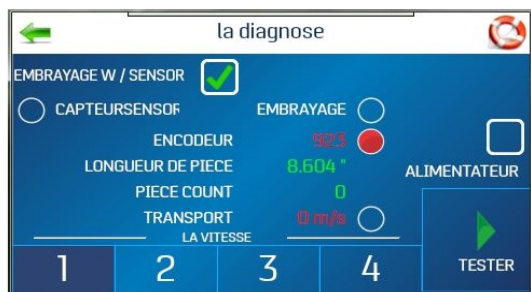 la diagnose
EMBRAYAGE W / SENSOR
CAPTEURSENSOR EMBRAYAGE
ENCODEUR 923
LONGUEUR DE PIECE 8.604 "
ALIMENTATEUR
PIECE COUNT 0
TRANSPORT 0 m/s
LA VITESSE
1 2 3 4 TESTER